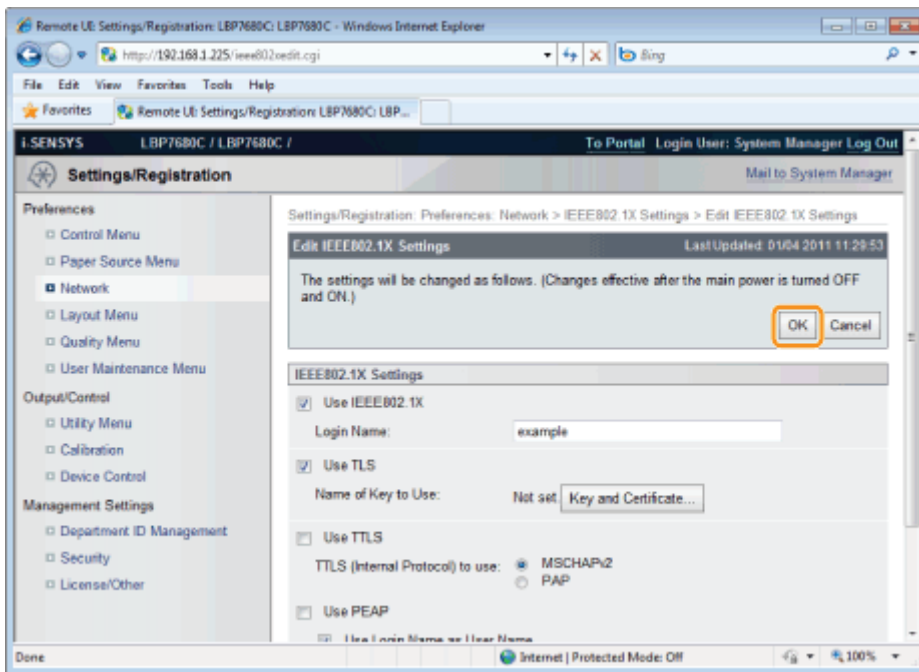 Remote UI: Settings/Registration: LBP7680C: LBP7680C - Windows Internet Explorer
http://192.168.1.225/ieee802xedit.cgi
Bing
File Edit View Favorites Tools Help
Favorites
Remote UI: Settings/Registration: LBP7680C: LBP...
i-SENSYS LBP7680C / LBP7680C /
To Portal Login User: System Manager Log Out
Settings/Registration
Mail to System Manager
Preferences
Control Menu
Paper Source Menu
Network
Layout Menu
Quality Menu
User Maintenance Menu
Output/Control
Utility Menu
Calibration
Device Control
Management Settings
Department ID Management
Security
License/Other
Settings/Registration: Preferences: Network > IEEE802.1X Settings > Edit IEEE802.1X Settings
Edit IEEE802.1X Settings
Last Updated: 01/04 2011 11:29:53
The settings will be changed as follows. (Changes effective after the main power is turned OFF
and ON.)
OK Cancel
IEEE802.1X Settings
Use IEEE802.1X
Login Name: example
Use TLS
Name of Key to Use: Not set Key and Certificate...
Use TTLS
TTLS (Internal Protocol) to use: MSCHAPv2
PAP
Use PEAP
Use Login Name as User Name
Done
Internet | Protected Mode: Off
100%